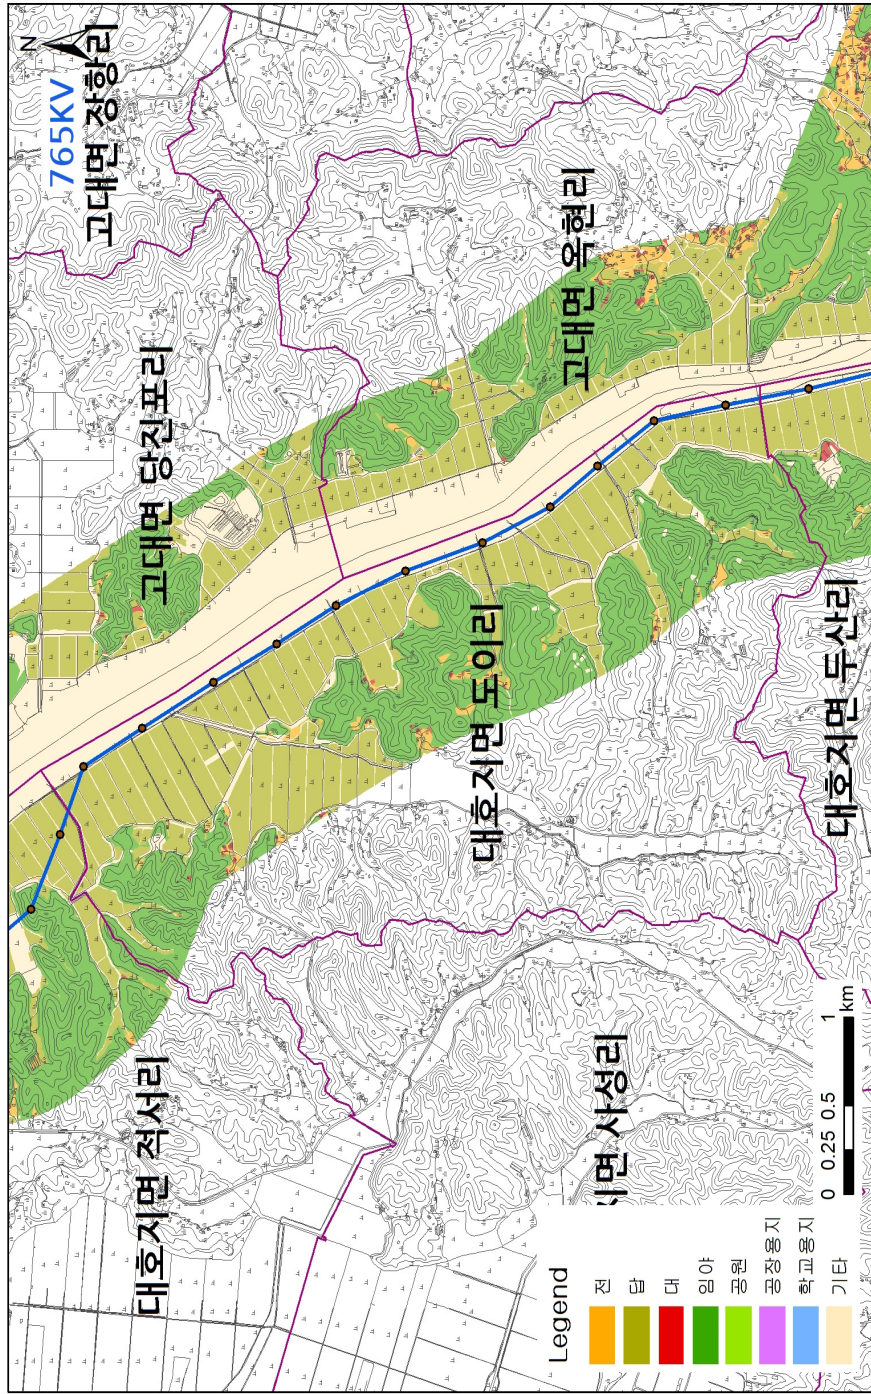 N
765KV
고대면 장항리
고대면 당진포리
고대면 옥현리
대호지면 적서리
대호지면 도이리
대호지면 두산리
지면 사성리
Legend
전
답
대
임야
공원
공장용지
학교용지
기타
0 0.25 0.5 1
km